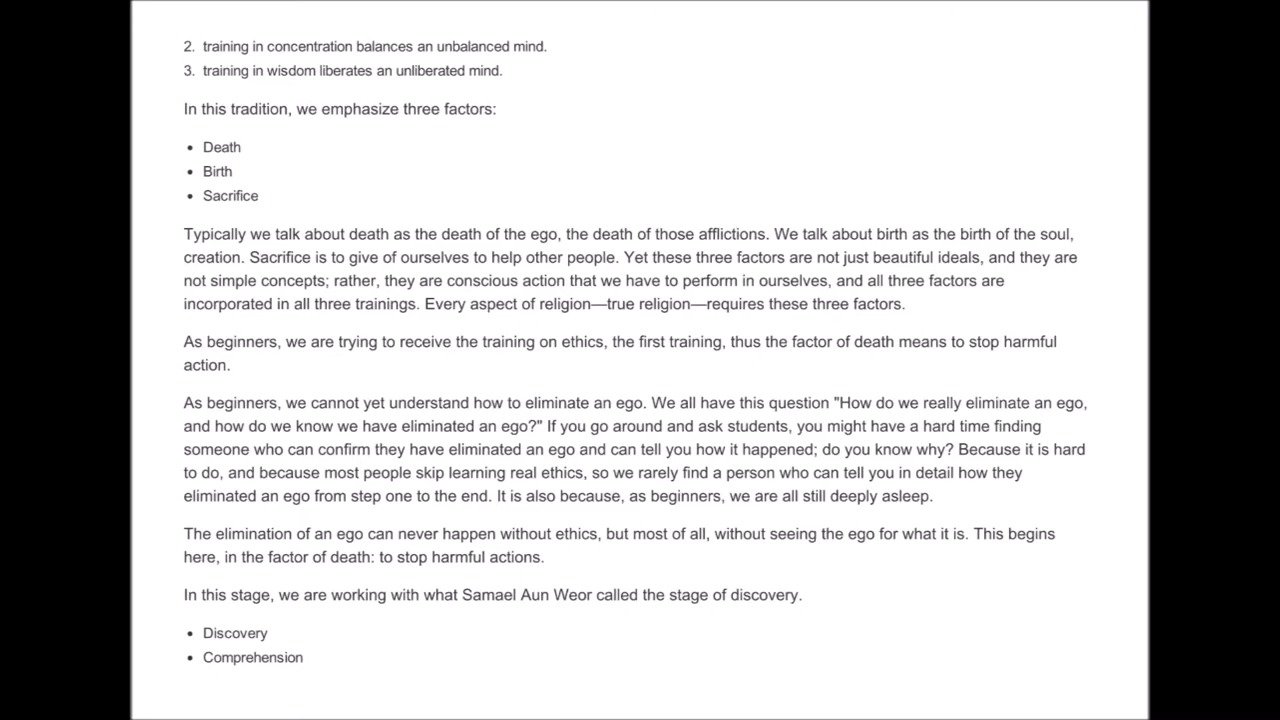 2. training in concentration balances an unbalanced mind.
3. training in wisdom liberates an unliberated mind.
In this tradition, we emphasize three factors:
• Death
• Birth
• Sacrifice
Typically we talk about death as the death of the ego, the death of those afflictions. We talk about birth as the birth of the soul,
creation. Sacrifice is to give of ourselves to help other people. Yet these three factors are not just beautiful ideals, and they are
not simple concepts; rather, they are conscious action that we have to perform in ourselves, and all three factors are
incorporated in all three trainings. Every aspect of religion—true religion—requires these three factors.
As beginners, we are trying to receive the training on ethics, the first training, thus the factor of death means to stop harmful
action.
As beginners, we cannot yet understand how to eliminate an ego. We all have this question "How do we really eliminate an ego,
and how do we know we have eliminated an ego?" If you go around and ask students, you might have a hard time finding
someone who can confirm they have eliminated an ego and can tell you how it happened; do you know why? Because it is hard
to do, and because most people skip learning real ethics, so we rarely find a person who can tell you in detail how they
eliminated an ego from step one to the end. It is also because, as beginners, we are all still deeply asleep.
The elimination of an ego can never happen without ethics, but most of all, without seeing the ego for what it is. This begins
here, in the factor of death: to stop harmful actions.
In this stage, we are working with what Samael Aun Weor called the stage of discovery.
• Discovery
• Comprehension